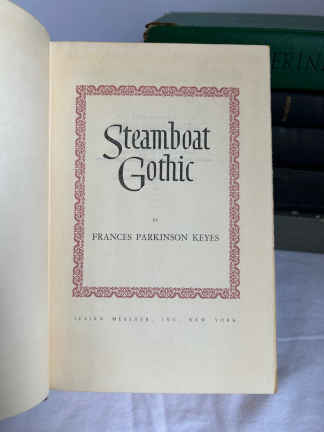 Steamboat
Gothic
BY
FRANCES PARKINSON KEYES
JULIAN MESSNER, INC. NEW YORK